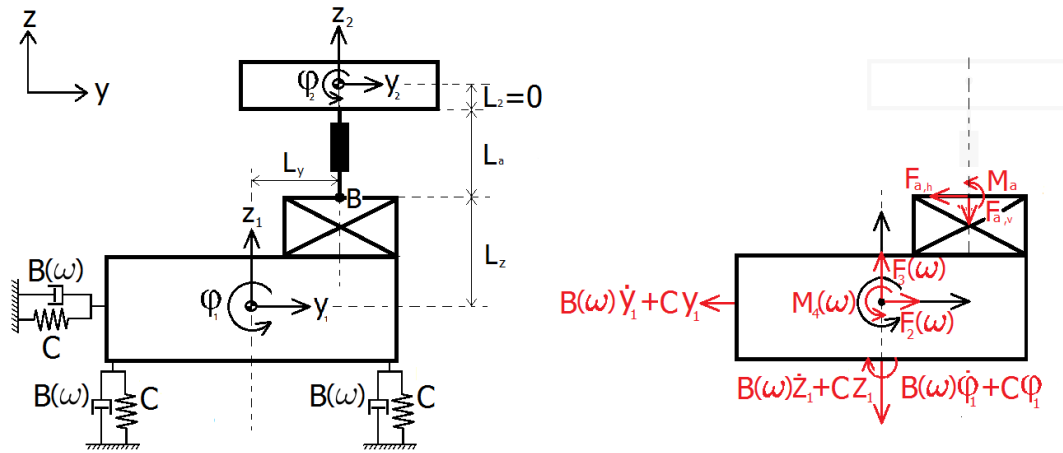 z
y
z₂
φ₂
y₂
L₂=0
Lₐ
L_y
B
z₁
L_z
B(ω)
C
φ₁
y₁
B(ω)
C
B(ω)
C
F_a,h
Mₐ
F_a,v
F₃(ω)
M₄(ω)
F₂(ω)
B(ω)ẏ₁+Cy₁
B(ω)ż₁+Cz₁
B(ω)φ̇₁+Cφ₁